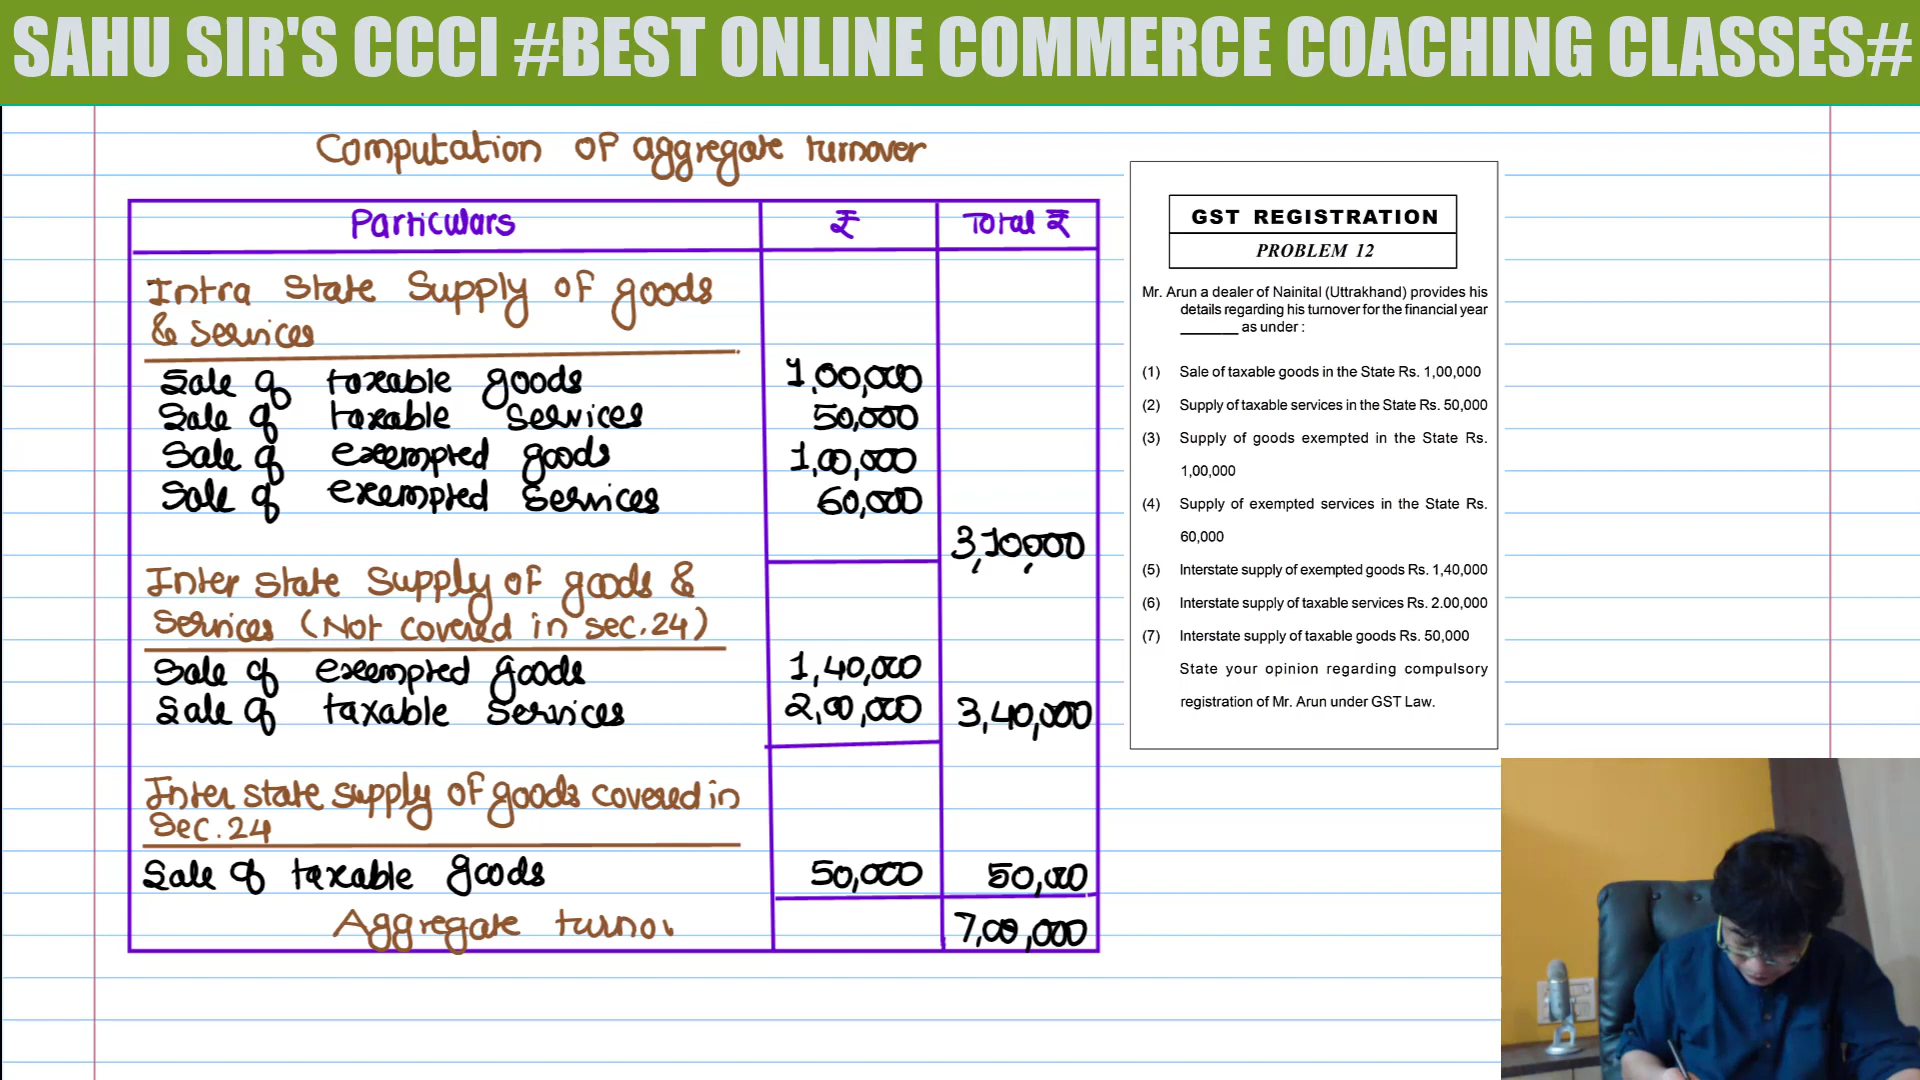 SAHU SIR'S CCCI #BEST ONLINE COMMERCE COACHING CLASSES#
Computation OF aggregate turnover
Particulars ₹ Total ₹
Intra State Supply OF goods
& Services
Sale of taxable goods 1,00,000
Sale of taxable Services 50,000
Sale of exempted goods 1,00,000
Sale of exempted Services 60,000
3,10,000
Inter state Supply OF goods &
Services (Not covered in sec.24)
Sale of exempted goods 1,40,000
Sale of taxable Services 2,00,000 3,40,000
Inter state supply OF goods covered in
Sec.24
Sale of taxable goods 50,000 50,000
Aggregate turnov 7,00,000
GST REGISTRATION
PROBLEM 12
Mr. Arun a dealer of Nainital (Uttrakhand) provides his
details regarding his turnover for the financial year
_______ as under :
(1) Sale of taxable goods in the State Rs. 1,00,000
(2) Supply of taxable services in the State Rs. 50,000
(3) Supply of goods exempted in the State Rs.
1,00,000
(4) Supply of exempted services in the State Rs.
60,000
(5) Interstate supply of exempted goods Rs. 1,40,000
(6) Interstate supply of taxable services Rs. 2.00,000
(7) Interstate supply of taxable goods Rs. 50,000
State your opinion regarding compulsory
registration of Mr. Arun under GST Law.